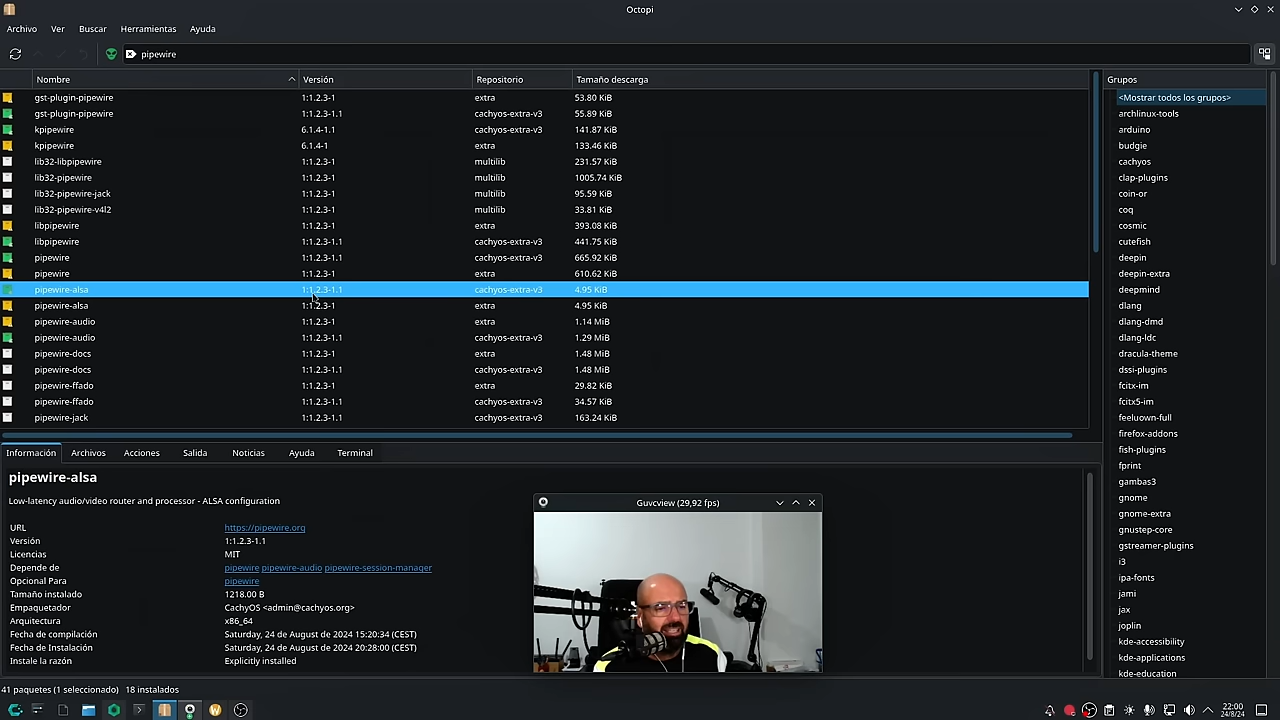 Octopi
Archivo Ver Buscar Herramientas Ayuda
pipewire
Nombre Versión Repositorio Tamaño descarga
gst-plugin-pipewire 1:1.2.3-1 extra 53.80 KiB
gst-plugin-pipewire 1:1.2.3-1.1 cachyos-extra-v3 55.89 KiB
kpipewire 6.1.4-1.1 cachyos-extra-v3 141.87 KiB
kpipewire 6.1.4-1 extra 133.46 KiB
lib32-libpipewire 1:1.2.3-1 multilib 231.57 KiB
lib32-pipewire 1:1.2.3-1 multilib 1005.74 KiB
lib32-pipewire-jack 1:1.2.3-1 multilib 95.59 KiB
lib32-pipewire-v4l2 1:1.2.3-1 multilib 33.81 KiB
libpipewire 1:1.2.3-1 extra 393.08 KiB
libpipewire 1:1.2.3-1.1 cachyos-extra-v3 441.75 KiB
pipewire 1:1.2.3-1.1 cachyos-extra-v3 665.92 KiB
pipewire 1:1.2.3-1 extra 610.62 KiB
pipewire-alsa 1:1.2.3-1.1 cachyos-extra-v3 4.95 KiB
pipewire-alsa 1:1.2.3-1 extra 4.95 KiB
pipewire-audio 1:1.2.3-1 extra 1.14 MiB
pipewire-audio 1:1.2.3-1.1 cachyos-extra-v3 1.29 MiB
pipewire-docs 1:1.2.3-1 extra 1.48 MiB
pipewire-docs 1:1.2.3-1.1 cachyos-extra-v3 1.48 MiB
pipewire-ffado 1:1.2.3-1 extra 29.82 KiB
pipewire-ffado 1:1.2.3-1.1 cachyos-extra-v3 34.57 KiB
pipewire-jack 1:1.2.3-1.1 cachyos-extra-v3 163.24 KiB
Grupos
<Mostrar todos los grupos>
archlinux-tools
arduino
budgie
cachyos
clap-plugins
coin-or
coq
cosmic
cutefish
deepin
deepin-extra
deepmind
dlang
dlang-dmd
dlang-ldc
dracula-theme
dssi-plugins
fcitx-im
fcitx5-im
feeluown-full
firefox-addons
fish-plugins
fprint
gambas3
gnome
gnome-extra
gnustep-core
gstreamer-plugins
i3
ipa-fonts
jami
jax
joplin
kde-accessibility
kde-applications
kde-education
Información Archivos Acciones Salida Noticias Ayuda Terminal
pipewire-alsa
Low-latency audio/video router and processor - ALSA configuration
URL https://pipewire.org
Versión 1:1.2.3-1.1
Licencias MIT
Depende de pipewire pipewire-audio pipewire-session-manager
Opcional Para pipewire
Tamaño instalado 1218.00 B
Empaquetador CachyOS <admin@cachyos.org>
Arquitectura x86_64
Fecha de compilación Saturday, 24 de August de 2024 15:20:34 (CEST)
Fecha de Instalación Saturday, 24 de August de 2024 20:28:00 (CEST)
Instale la razón Explicitly installed
Guvcview (29,92 fps)
41 paquetes (1 seleccionado) 18 instalados
22:00
24/8/24